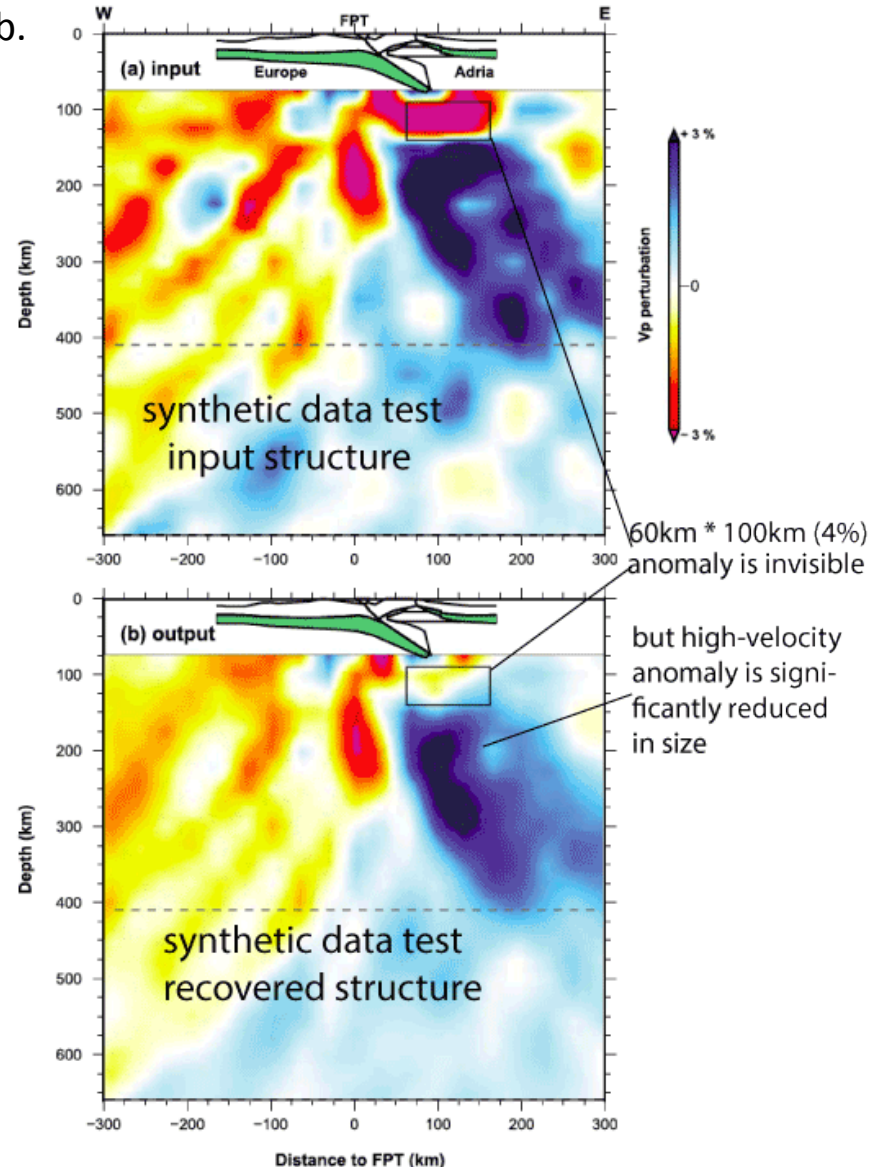 b.
W
FPT
E
0
100
200
300
400
500
600
Depth (km)
(a) input
Europe
Adria
synthetic data test
input structure
−300
−200
−100
0
100
200
300
+ 3 %
0
− 3 %
Vp perturbation
60km * 100km (4%)
anomaly is invisible
0
100
200
300
400
500
600
Depth (km)
(b) output
but high-velocity
anomaly is signi-
ficantly reduced
in size
synthetic data test
recovered structure
−300
−200
−100
0
100
200
300
Distance to FPT (km)